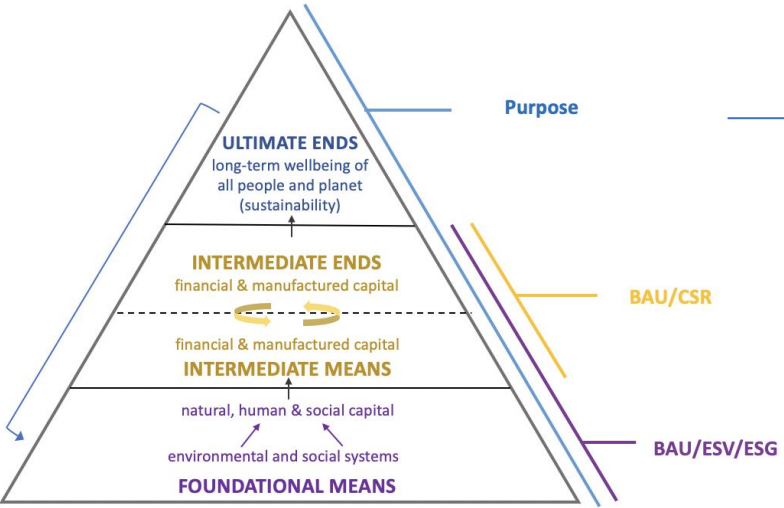 Purpose
ULTIMATE ENDS
long-term wellbeing of
all people and planet
(sustainability)
INTERMEDIATE ENDS
financial & manufactured capital
BAU/CSR
financial & manufactured capital
INTERMEDIATE MEANS
natural, human & social capital
BAU/ESV/ESG
environmental and social systems
FOUNDATIONAL MEANS